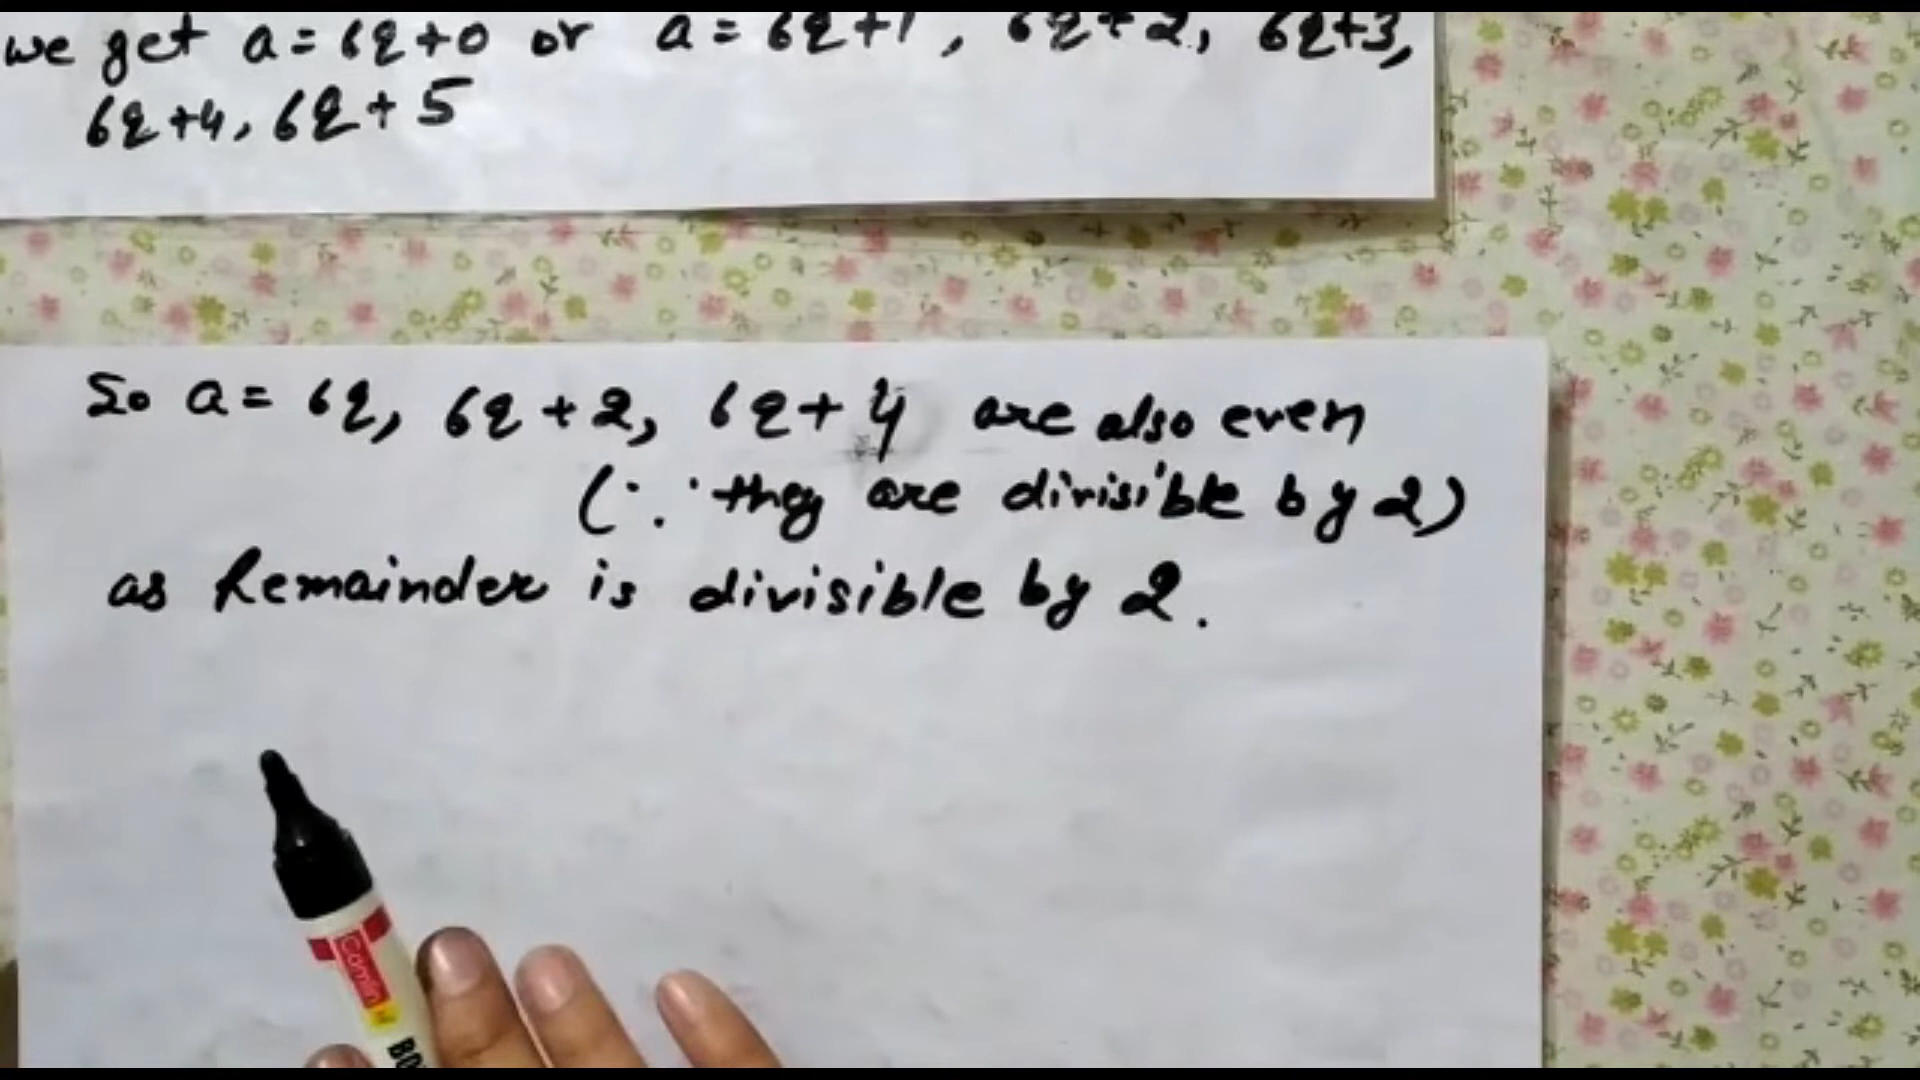 we get a = 6q+0 or a = 6q+1, 6q+2, 6q+3,
6q+4, 6q+5
So a = 6q, 6q+2, 6q+4 are also even
(∵ they are divisible by 2)
as Remainder is divisible by 2.
Camlin